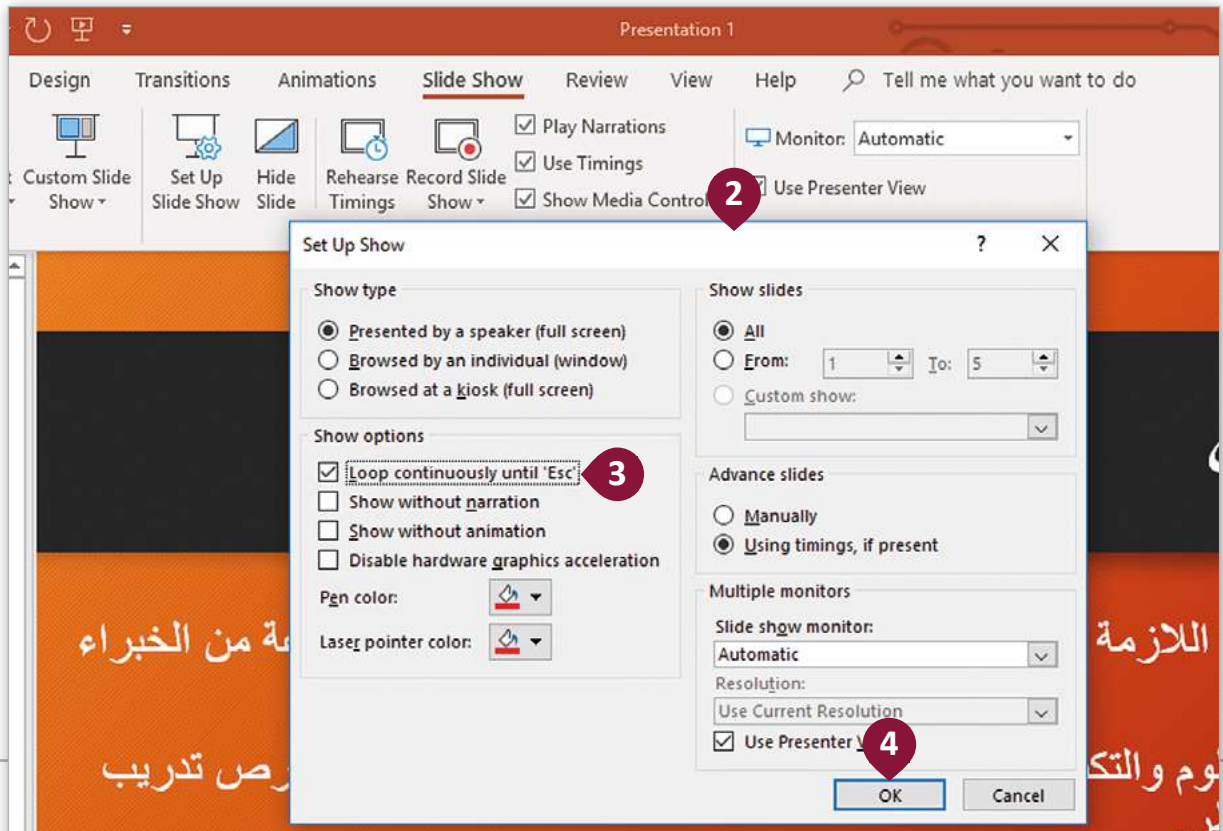 Presentation 1
Design Transitions Animations Slide Show Review View Help Tell me what you want to do
Custom Slide Show
Set Up Slide Show
Hide Slide
Rehearse Timings
Record Slide Show
Play Narrations
Use Timings
Show Media Control
Monitor: Automatic
Use Presenter View
2
Set Up Show ?
Show type
Presented by a speaker (full screen)
Browsed by an individual (window)
Browsed at a kiosk (full screen)
Show options
Loop continuously until 'Esc'
3
Show without narration
Show without animation
Disable hardware graphics acceleration
Pen color:
Laser pointer color:
Show slides
All
From: 1 To: 5
Custom show:
Advance slides
Manually
Using timings, if present
Multiple monitors
Slide show monitor:
Automatic
Resolution:
Use Current Resolution
Use Presenter
4
OK Cancel
اللازمة
من الخبراء
تدريب